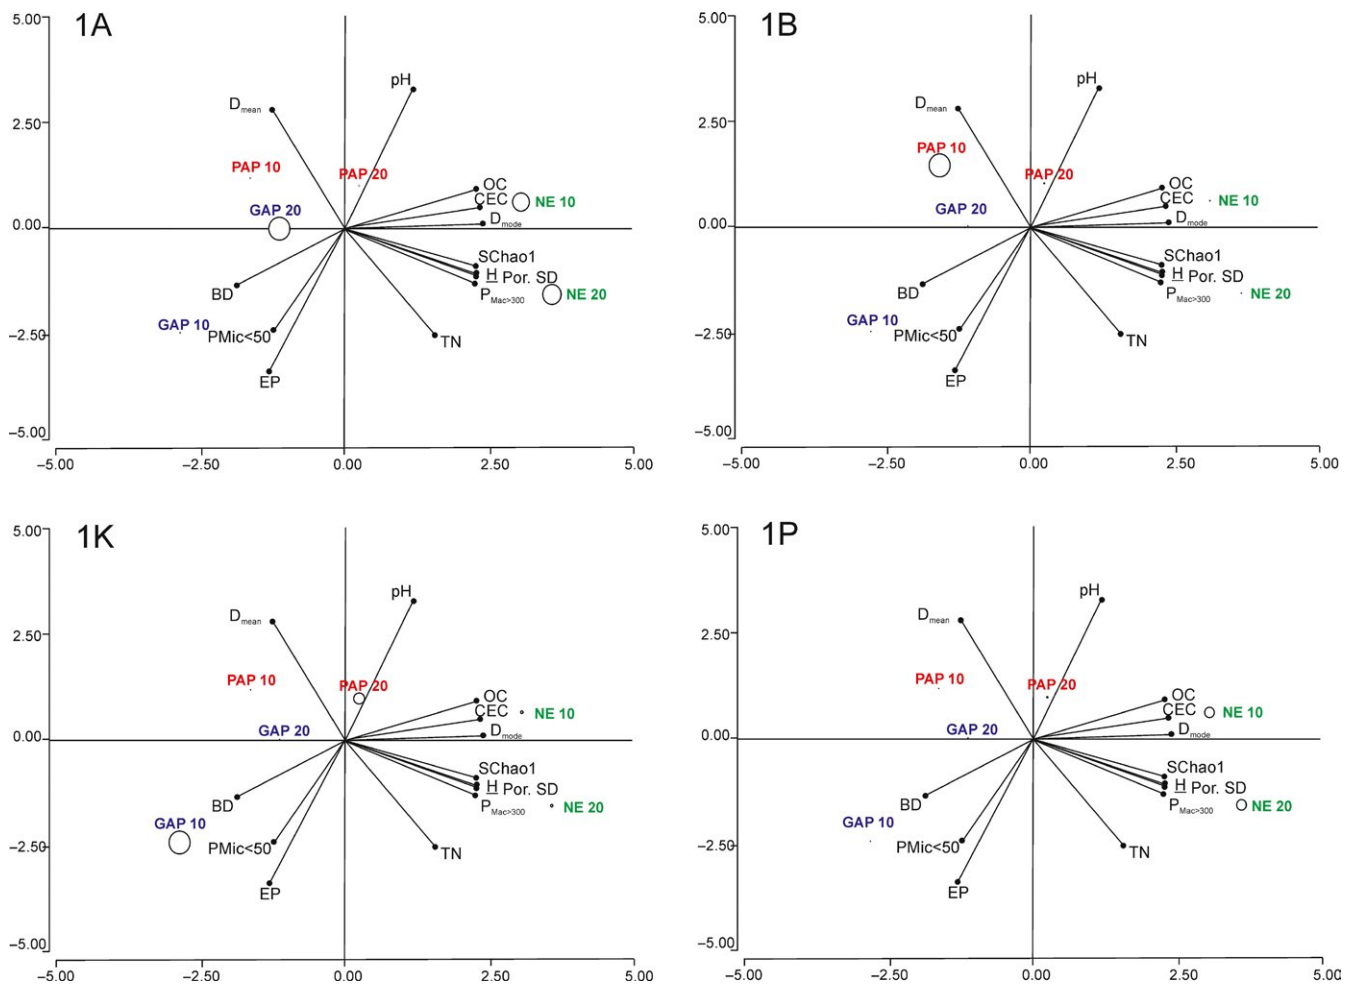 1A
5.00
2.50
0.00
−2.50
−5.00
−5.00 −2.50 0.00 2.50 5.00
pH
Dmean
PAP 10
PAP 20
OC
CEC
NE 10
GAP 20
Dmode
SChao1
H Por. SD
NE 20
PMac>300
BD
GAP 10
PMic<50
TN
EP
1B
5.00
2.50
0.00
−2.50
−5.00
−5.00 −2.50 0.00 2.50 5.00
pH
Dmean
PAP 10
PAP 20
OC
CEC
NE 10
GAP 20
Dmode
SChao1
H Por. SD
NE 20
PMac>300
BD
GAP 10
PMic<50
TN
EP
1K
5.00
2.50
0.00
−2.50
−5.00
−5.00 −2.50 0.00 2.50 5.00
pH
Dmean
PAP 10
PAP 20
OC
CEC
NE 10
GAP 20
Dmode
SChao1
H Por. SD
NE 20
PMac>300
BD
GAP 10
PMic<50
TN
EP
1P
5.00
2.50
0.00
−2.50
−5.00
−5.00 −2.50 0.00 2.50 5.00
pH
Dmean
PAP 10
PAP 20
OC
CEC
NE 10
GAP 20
Dmode
SChao1
H Por. SD
NE 20
PMac>300
BD
GAP 10
PMic<50
TN
EP